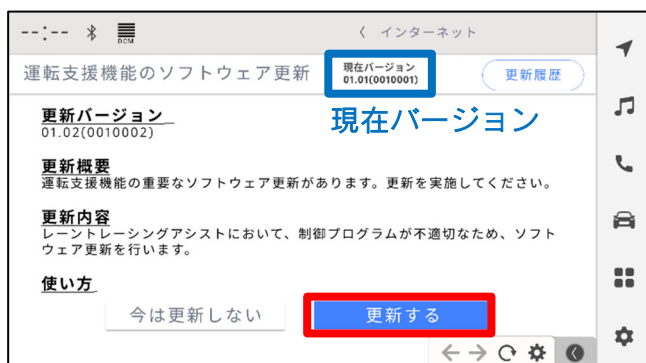 --:-- DCM 〈 インターネット
運転支援機能のソフトウェア更新
現在バージョン
01.01(0010001)
更新履歴
現在バージョン
更新バージョン
01.02(0010002)
更新概要
運転支援機能の重要なソフトウェア更新があります。更新を実施してください。
更新内容
レーントレーシングアシストにおいて、制御プログラムが不適切なため、ソフト
ウェア更新を行います。
使い方
今は更新しない
更新する